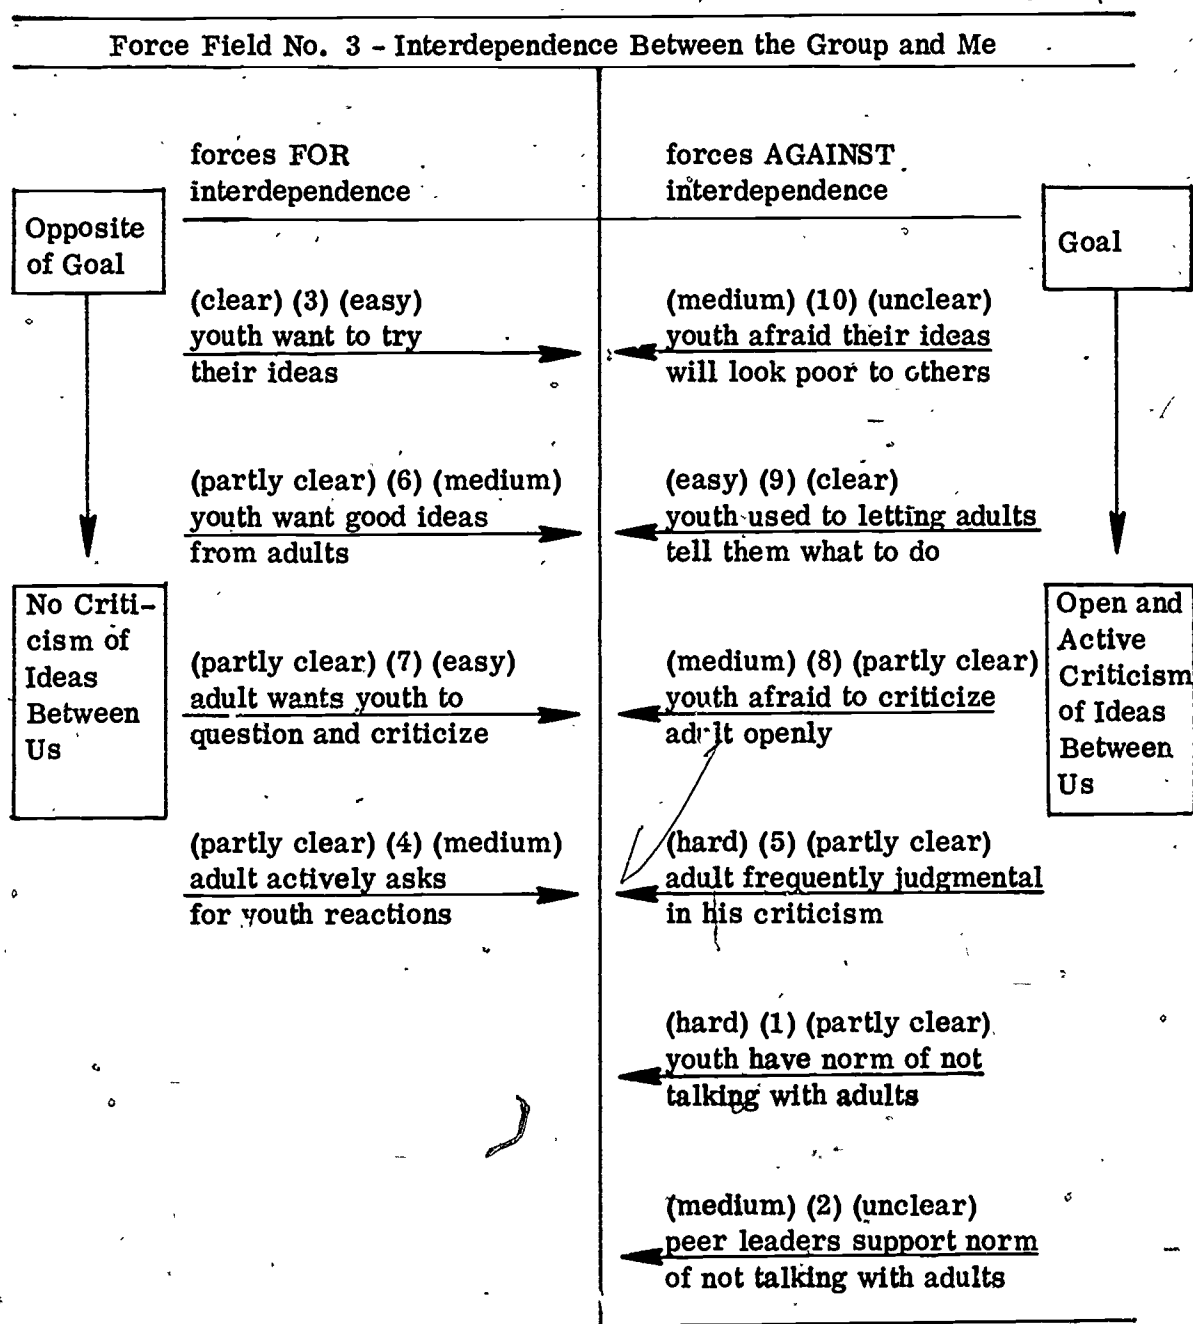 Force Field No. 3 - Interdependence Between the Group and Me
forces FOR
interdependence
forces AGAINST
interdependence
Opposite
of Goal
Goal
(clear) (3) (easy)
youth want to try
their ideas
(medium) (10) (unclear)
youth afraid their ideas
will look poor to others
(partly clear) (6) (medium)
youth want good ideas
from adults
(easy) (9) (clear)
youth used to letting adults
tell them what to do
No Criti-
cism of
Ideas
Between
Us
(partly clear) (7) (easy)
adult wants youth to
question and criticize
(medium) (8) (partly clear)
youth afraid to criticize
adult openly
Open and
Active
Criticism
of Ideas
Between
Us
(partly clear) (4) (medium)
adult actively asks
for youth reactions
(hard) (5) (partly clear)
adult frequently judgmental
in his criticism
(hard) (1) (partly clear)
youth have norm of not
talking with adults
(medium) (2) (unclear)
peer leaders support norm
of not talking with adults